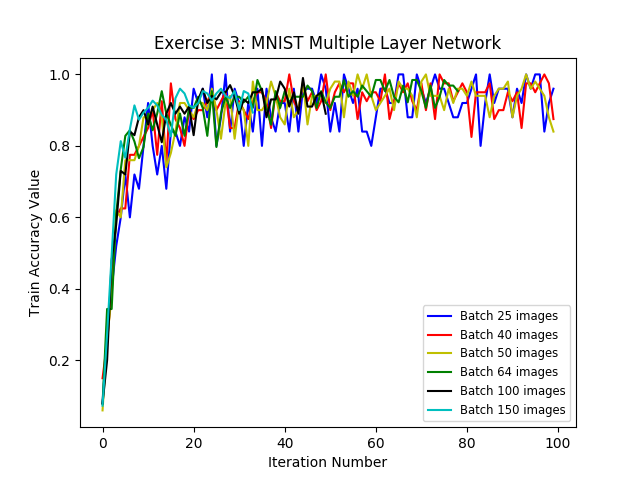 Exercise 3: MNIST Multiple Layer Network
Train Accuracy Value
1.0
0.8
0.6
0.4
0.2
0 20 40 60 80 100
Iteration Number
Batch 25 images
Batch 40 images
Batch 50 images
Batch 64 images
Batch 100 images
Batch 150 images